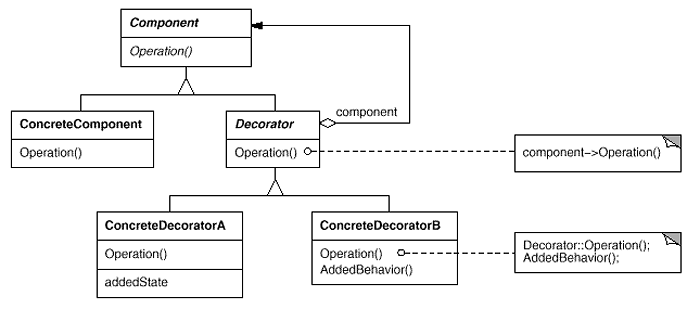 Component
Operation()
component
ConcreteComponent
Operation()
Decorator
Operation()
component–>Operation()
ConcreteDecoratorA
Operation()
addedState
ConcreteDecoratorB
Operation()
AddedBehavior()
Decorator::Operation();
AddedBehavior();